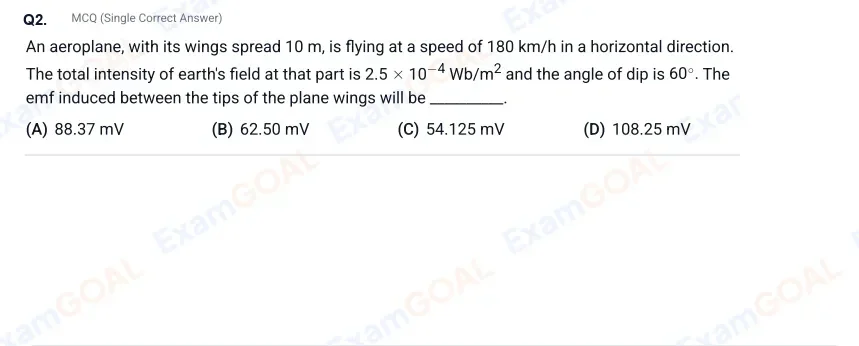 Q2. MCQ (Single Correct Answer)
An aeroplane, with its wings spread 10 m, is flying at a speed of 180 km/h in a horizontal direction.
The total intensity of earth's field at that part is 2.5 × 10⁻⁴ Wb/m² and the angle of dip is 60°. The
emf induced between the tips of the plane wings will be __________.
(A) 88.37 mV (B) 62.50 mV (C) 54.125 mV (D) 108.25 mV
ExamGOAL
ExamGOAL
ExamGOAL
ExamGOAL